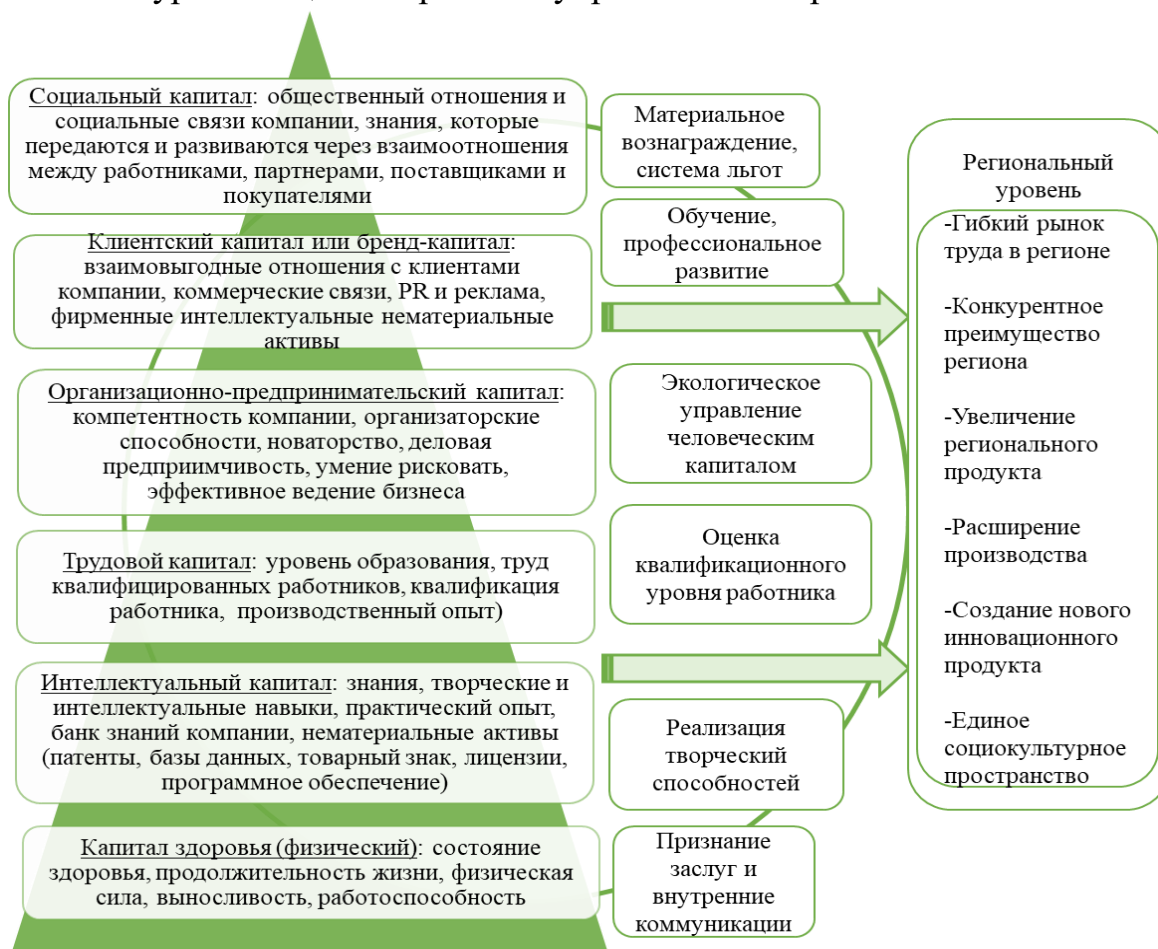 Социальный капитал: общественный отношения и
социальные связи компании, знания, которые
передаются и развиваются через взаимоотношения
между работниками, партнерами, поставщиками и
покупателями
Клиентский капитал или бренд-капитал:
взаимовыгодные отношения с клиентами
компании, коммерческие связи, PR и реклама,
фирменные интеллектуальные нематериальные
активы
Организационно-предпринимательский капитал:
компетентность компании, организаторские
способности, новаторство, деловая
предприимчивость, умение рисковать,
эффективное ведение бизнеса
Трудовой капитал: уровень образования, труд
квалифицированных работников, квалификация
работника, производственный опыт)
Интеллектуальный капитал: знания, творческие и
интеллектуальные навыки, практический опыт,
банк знаний компании, нематериальные активы
(патенты, базы данных, товарный знак, лицензии,
программное обеспечение)
Капитал здоровья (физический): состояние
здоровья, продолжительность жизни, физическая
сила, выносливость, работоспособность
Материальное
вознаграждение,
система льгот
Обучение,
профессиональное
развитие
Экологическое
управление
человеческим
капиталом
Оценка
квалификационного
уровня работника
Реализация
творческий
способностей
Признание
заслуг и
внутренние
коммуникации
Региональный
уровень
-Гибкий рынок
труда в регионе
-Конкурентное
преимущество
региона
-Увеличение
регионального
продукта
-Расширение
производства
-Создание нового
инновационного
продукта
-Единое
социокультурное
пространство